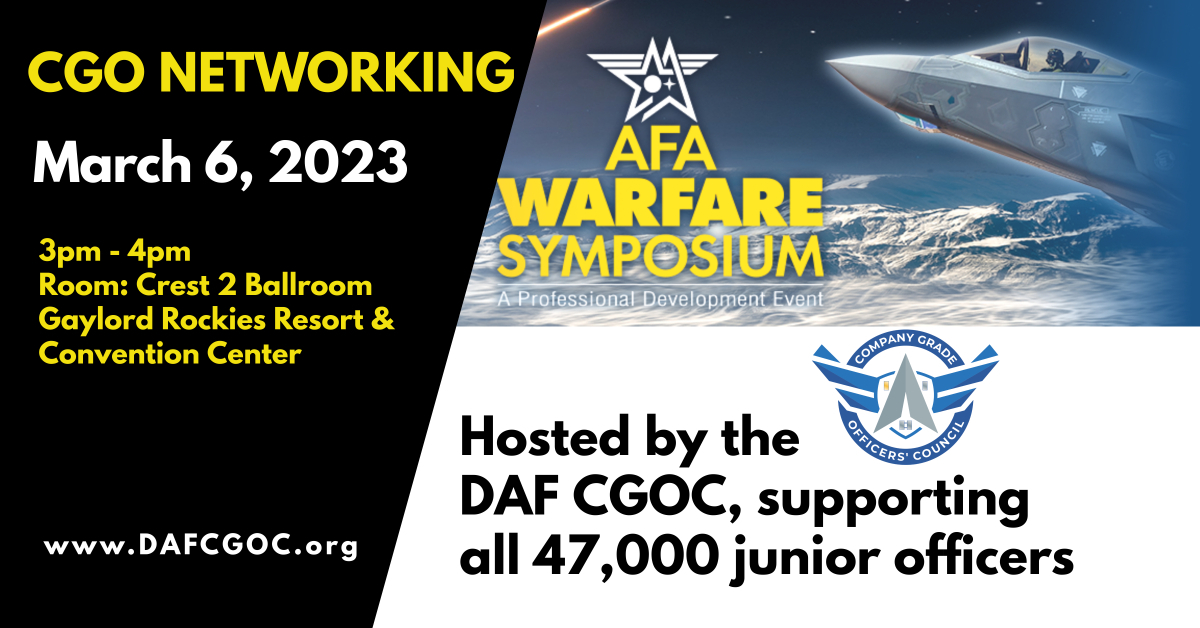 CGO NETWORKING
March 6, 2023
3pm - 4pm
Room: Crest 2 Ballroom
Gaylord Rockies Resort &
Convention Center
www.DAFCGOC.org
AFA
WARFARE
SYMPOSIUM
A Professional Development Event
COMPANY GRADE
OFFICERS' COUNCIL
Hosted by the
DAF CGOC, supporting
all 47,000 junior officers